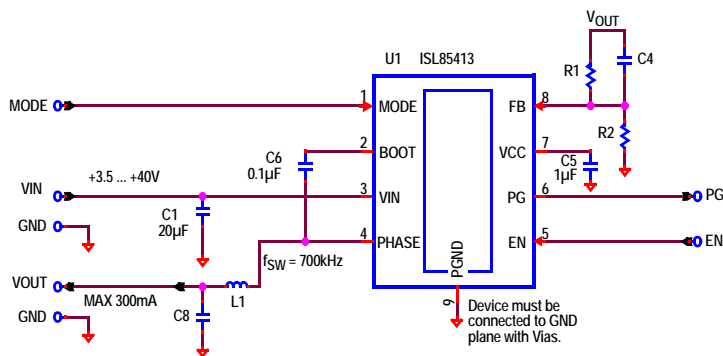 VOUT
U1 ISL85413
R1
C4
1
MODE
MODE
FB
8
R2
2
BOOT
VCC
7
C6
0.1µF
C5
1µF
VIN
+3.5 ... +40V
3
VIN
PG
6
PG
GND
C1
20µF
4
PHASE
EN
5
EN
fSW = 700kHz
VOUT
MAX 300mA
L1
PGND
9
GND
C8
Device must be
connected to GND
plane with Vias.